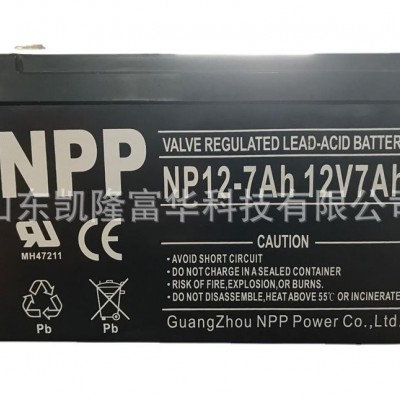 NPP
VALVE REGULATED LEAD-ACID BATTER
NP12-7Ah 12V7Ah
山东凯隆富华科技有限公司
MH47211
CAUTION:
AVOID SHORT CIRCUIT
DO NOT CHARGE IN A SEALED CONTAINER
RISK OF FIRE,EXPLOSION,OR BURNS.
DO NOT DISASSEMBLE,HEAT ABOVE 55℃ OR INCINERATE
Pb
Pb
GuangZhou NPP Power Co.,Ltd.